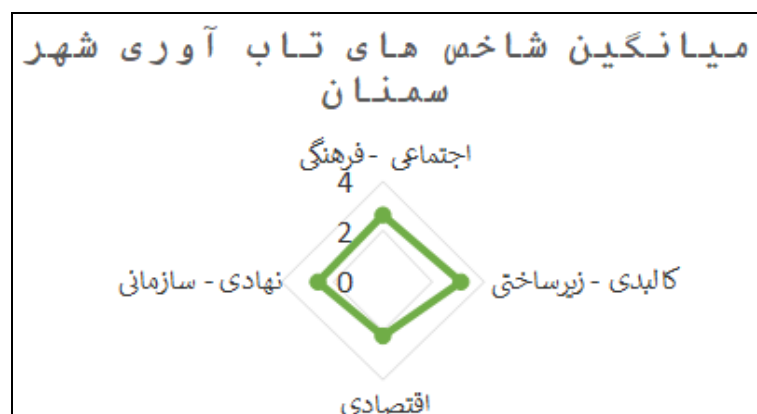 میانگین شاخص های تاب آوری شهر
سمنان
اجتماعی - فرهنگی
4
2
0
کالبدی - زیرساختی
نهادی - سازمانی
اقتصادی